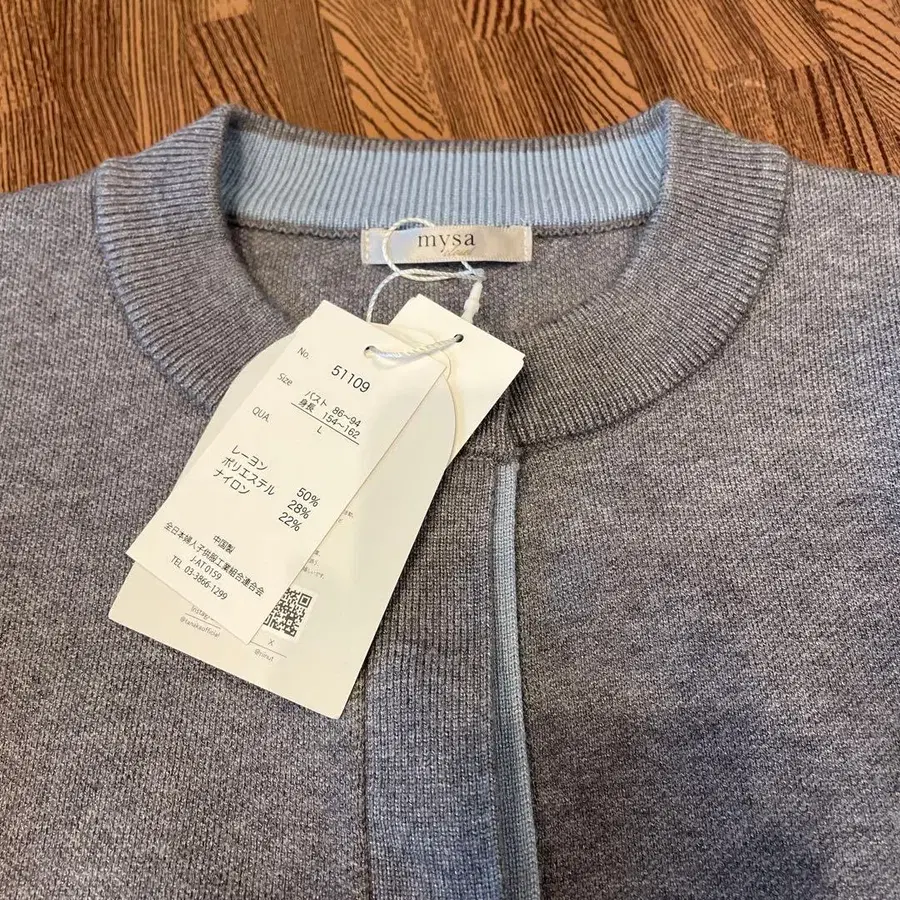 mysa
No. 51109
Size バスト 86~94
身長 154~162
QUA. L
レーヨン 50%
ポリエステル 28%
ナイロン 22%
中国製
全日本婦人子供服工業組合連合会
J-AT0159
TEL 03-3866-1299
X